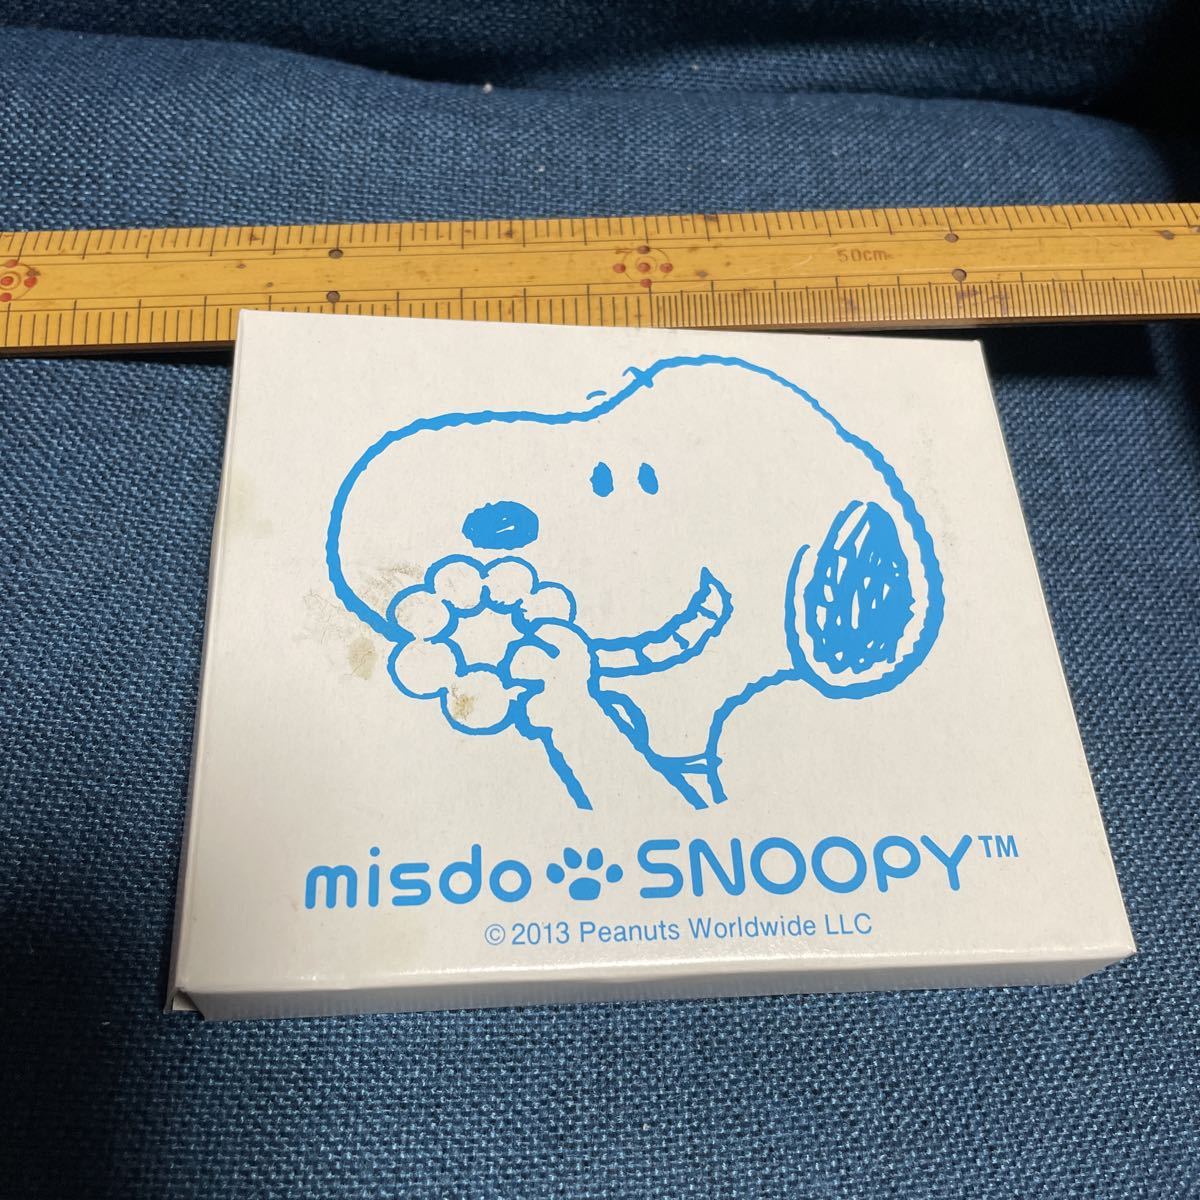 50cm
misdo SNOOPY™
© 2013 Peanuts Worldwide LLC